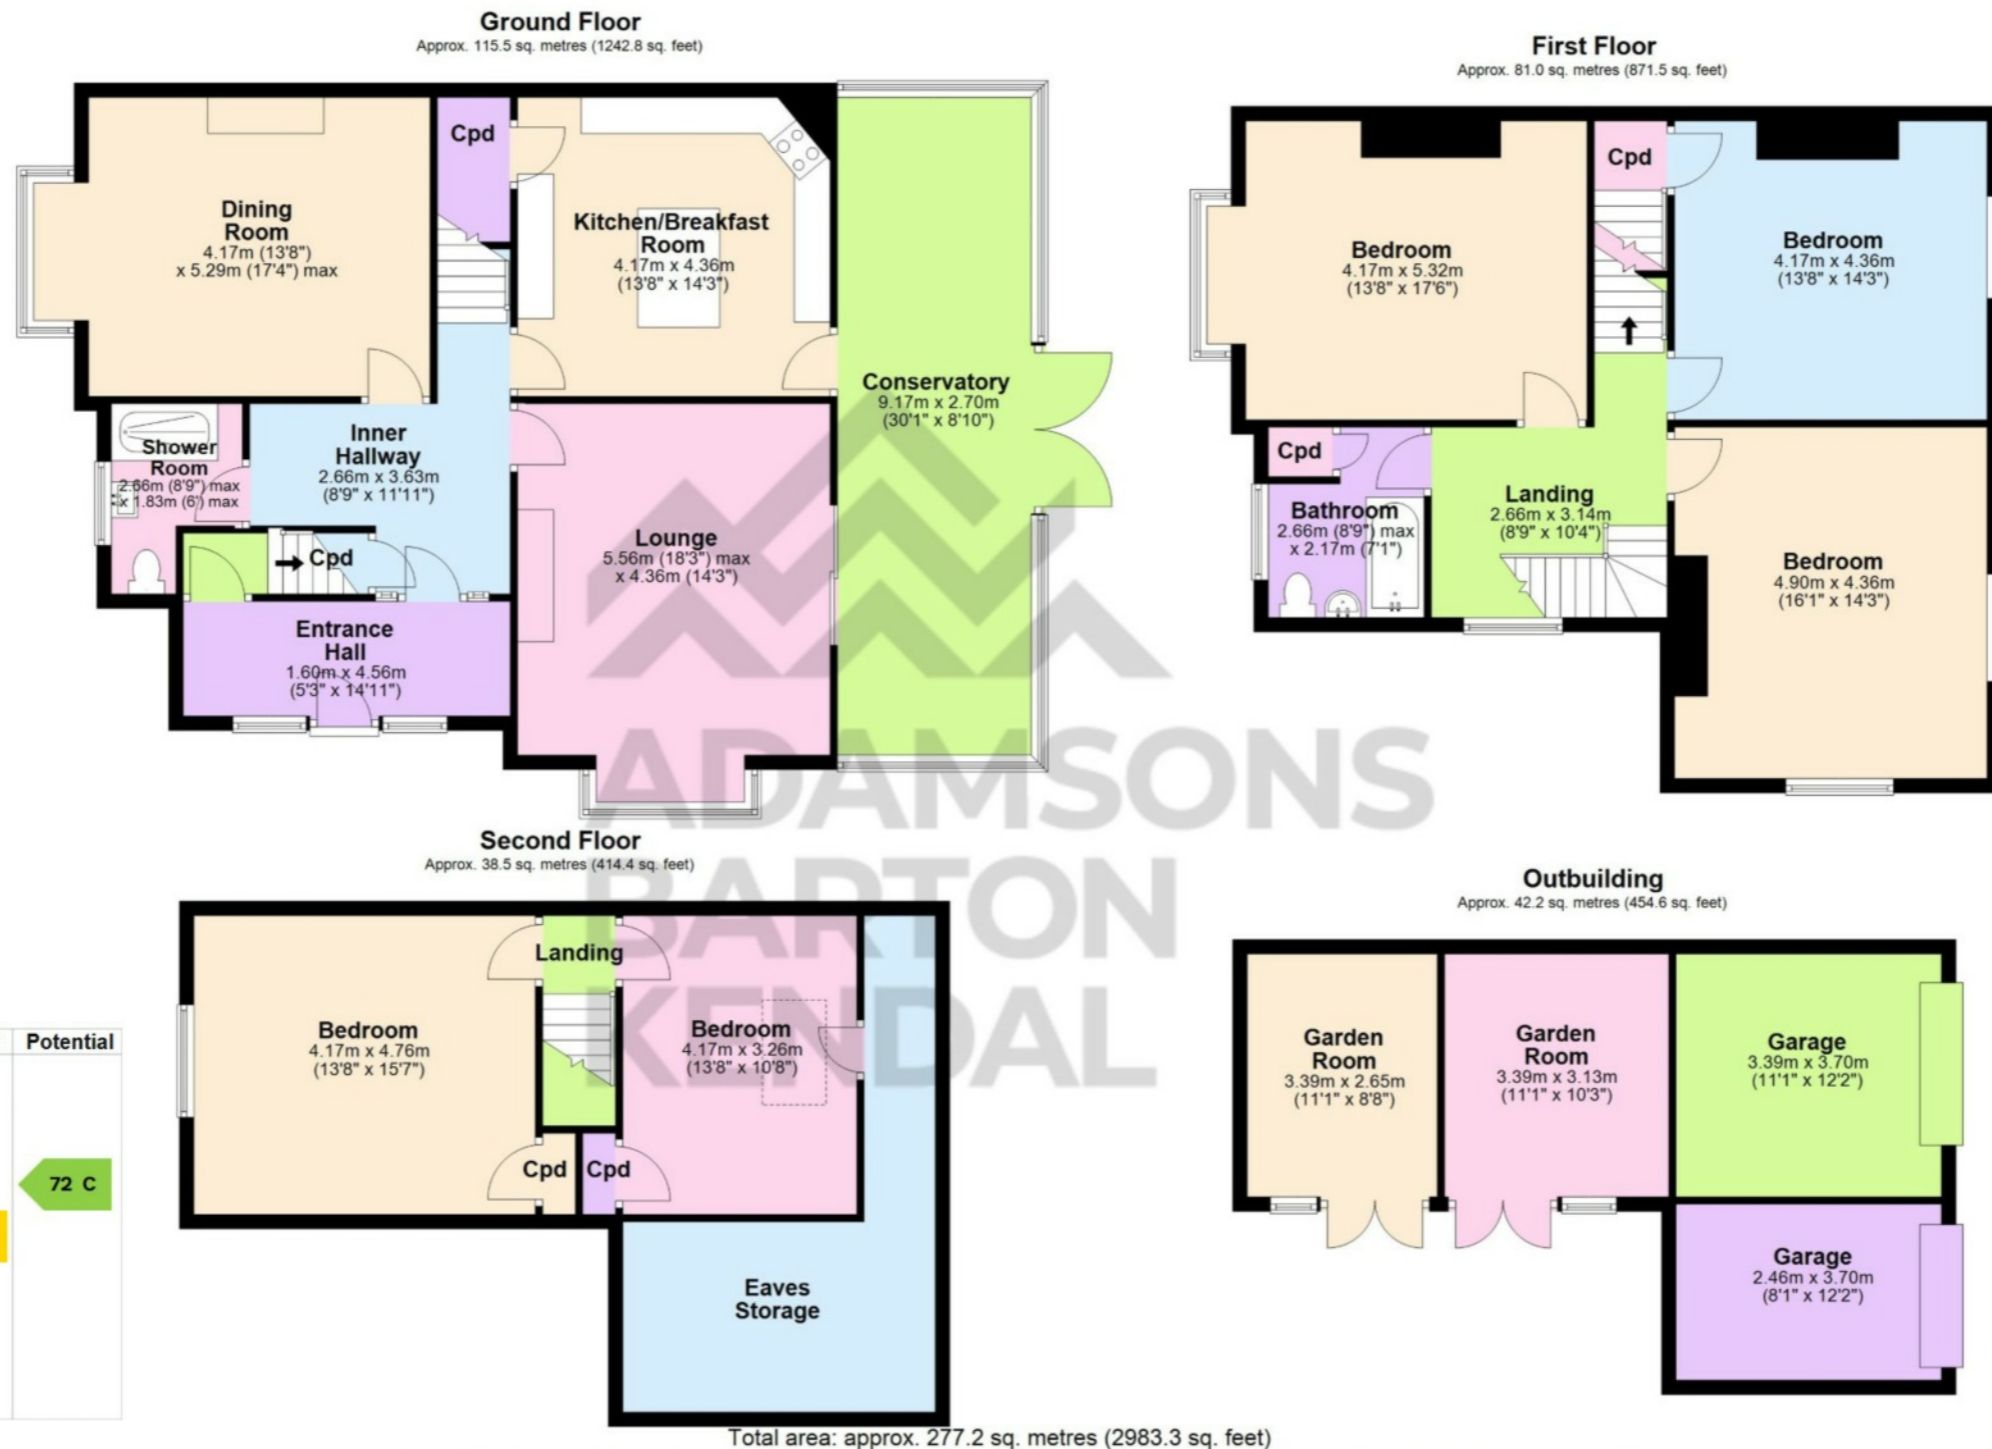 Ground Floor
Approx. 115.5 sq. metres (1242.8 sq. feet)
Cpd
Dining
Room
4.17m (13'8")
x 5.29m (17'4") max
Kitchen/Breakfast
Room
4.17m x 4.36m
(13'8" x 14'3")
Conservatory
9.17m x 2.70m
(30'1" x 8'10")
Shower
Room
2.66m (8'9") max
x 1.83m (6') max
Inner
Hallway
2.66m x 3.63m
(8'9" x 11'11")
Cpd
Lounge
5.56m (18'3") max
x 4.36m (14'3")
Entrance
Hall
1.60m x 4.56m
(5'3" x 14'11")
First Floor
Approx. 81.0 sq. metres (871.5 sq. feet)
Cpd
Bedroom
4.17m x 5.32m
(13'8" x 17'6")
Bedroom
4.17m x 4.36m
(13'8" x 14'3")
Cpd
Bathroom
2.66m (8'9") max
x 2.17m (7'1")
Landing
2.66m x 3.14m
(8'9" x 10'4")
Bedroom
4.90m x 4.36m
(16'1" x 14'3")
ADAMSONS
BARTON
KENDAL
Second Floor
Approx. 38.5 sq. metres (414.4 sq. feet)
Landing
Bedroom
4.17m x 4.76m
(13'8" x 15'7")
Bedroom
4.17m x 3.26m
(13'8" x 10'8")
Cpd
Cpd
Eaves
Storage
Potential
72 C
Outbuilding
Approx. 42.2 sq. metres (454.6 sq. feet)
Garden
Room
3.39m x 2.65m
(11'1" x 8'8")
Garden
Room
3.39m x 3.13m
(11'1" x 10'3")
Garage
3.39m x 3.70m
(11'1" x 12'2")
Garage
2.46m x 3.70m
(8'1" x 12'2")
Total area: approx. 277.2 sq. metres (2983.3 sq. feet)